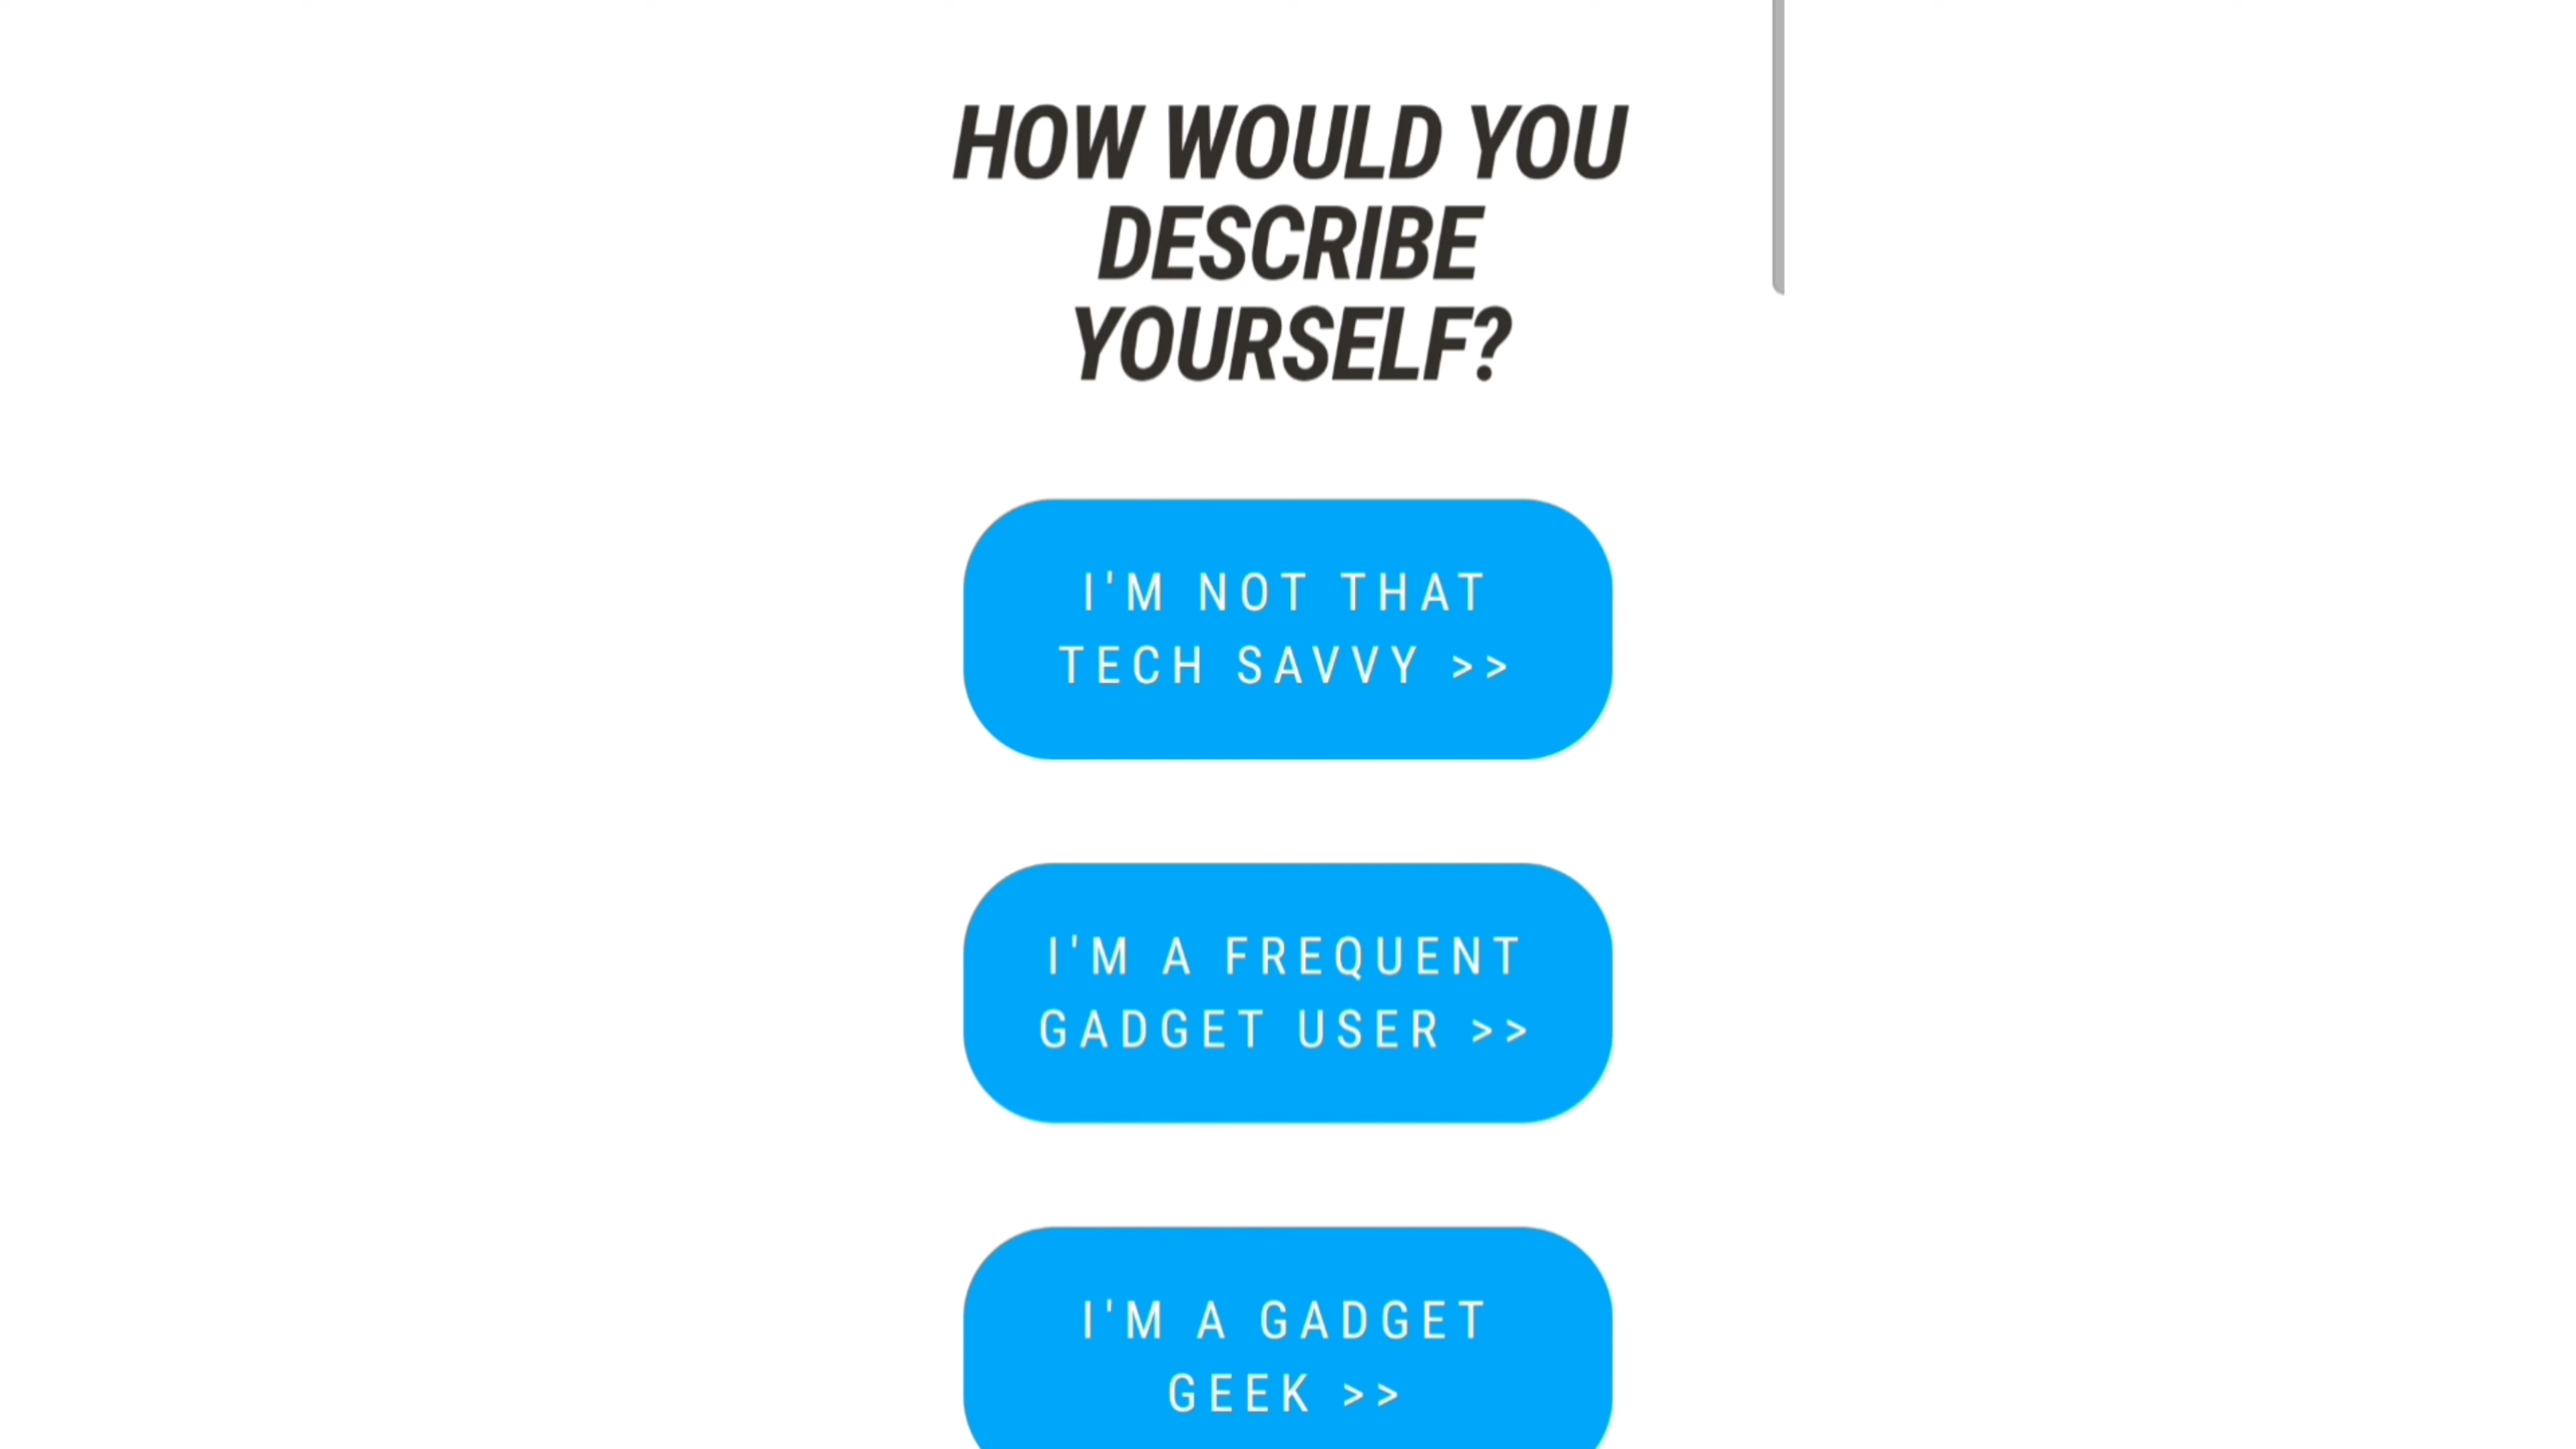 HOW WOULD YOU
DESCRIBE
YOURSELF?
I'M NOT THAT
TECH SAVVY >>
I'M A FREQUENT
GADGET USER >>
I'M A GADGET
GEEK >>